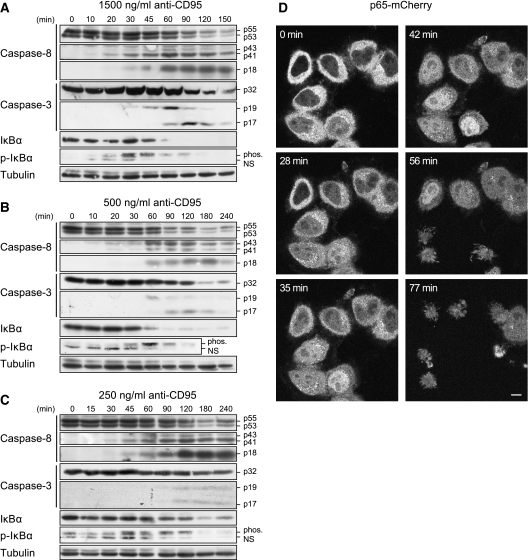 A 1500 ng/ml anti-CD95
(min) 0 10 20 30 45 60 90 120 150
Caspase-8
p55
p53
p43
p41
p18
Caspase-3
p32
p19
p17
IκBα
p-IκBα
phos.
NS
Tubulin
B 500 ng/ml anti-CD95
(min) 0 10 20 30 60 90 120 180 240
Caspase-8
p55
p53
p43
p41
p18
Caspase-3
p32
p19
p17
IκBα
p-IκBα
phos.
NS
Tubulin
C 250 ng/ml anti-CD95
(min) 0 15 30 45 60 90 120 180 240
Caspase-8
p55
p53
p43
p41
p18
Caspase-3
p32
p19
p17
IκBα
p-IκBα
phos.
NS
Tubulin
D p65-mCherry
0 min 42 min
28 min 56 min
35 min 77 min